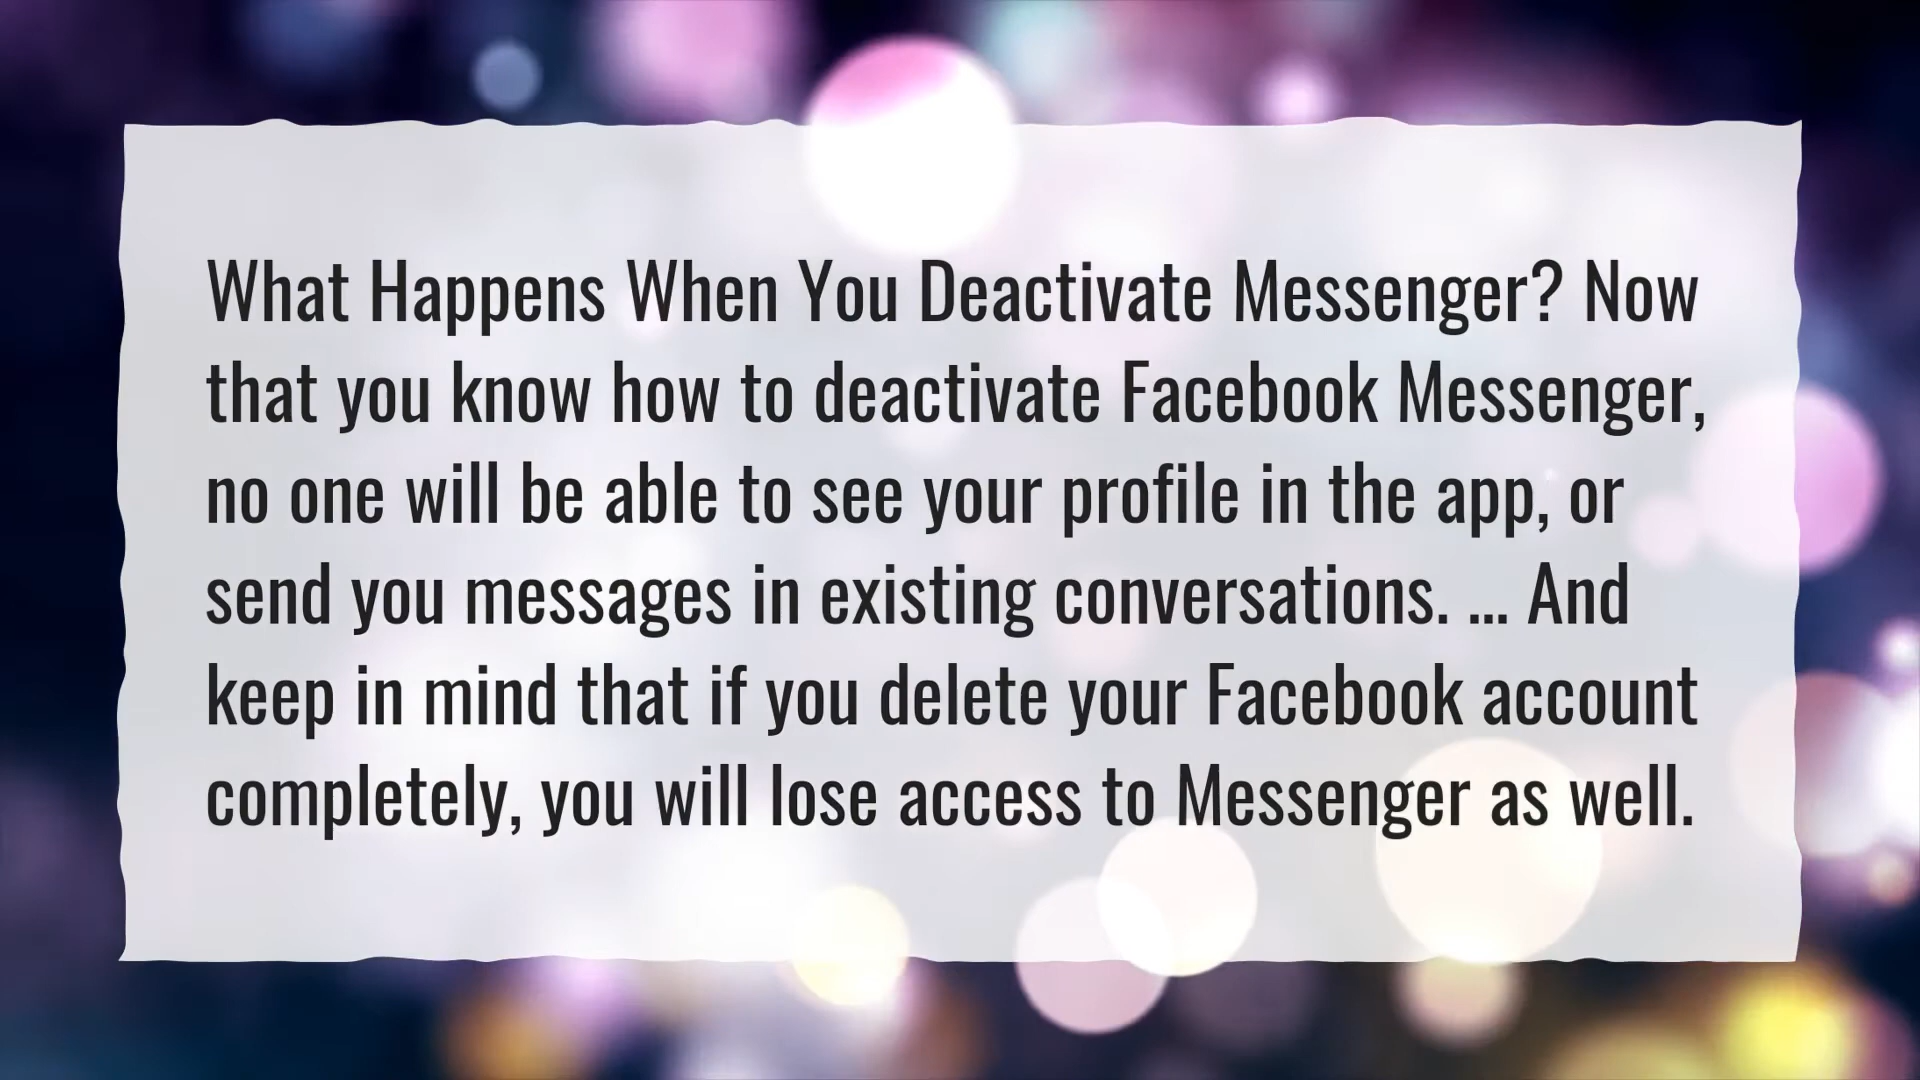 What Happens When You Deactivate Messenger? Now
that you know how to deactivate Facebook Messenger,
no one will be able to see your profile in the app, or
send you messages in existing conversations. ... And
keep in mind that if you delete your Facebook account
completely, you will lose access to Messenger as well.